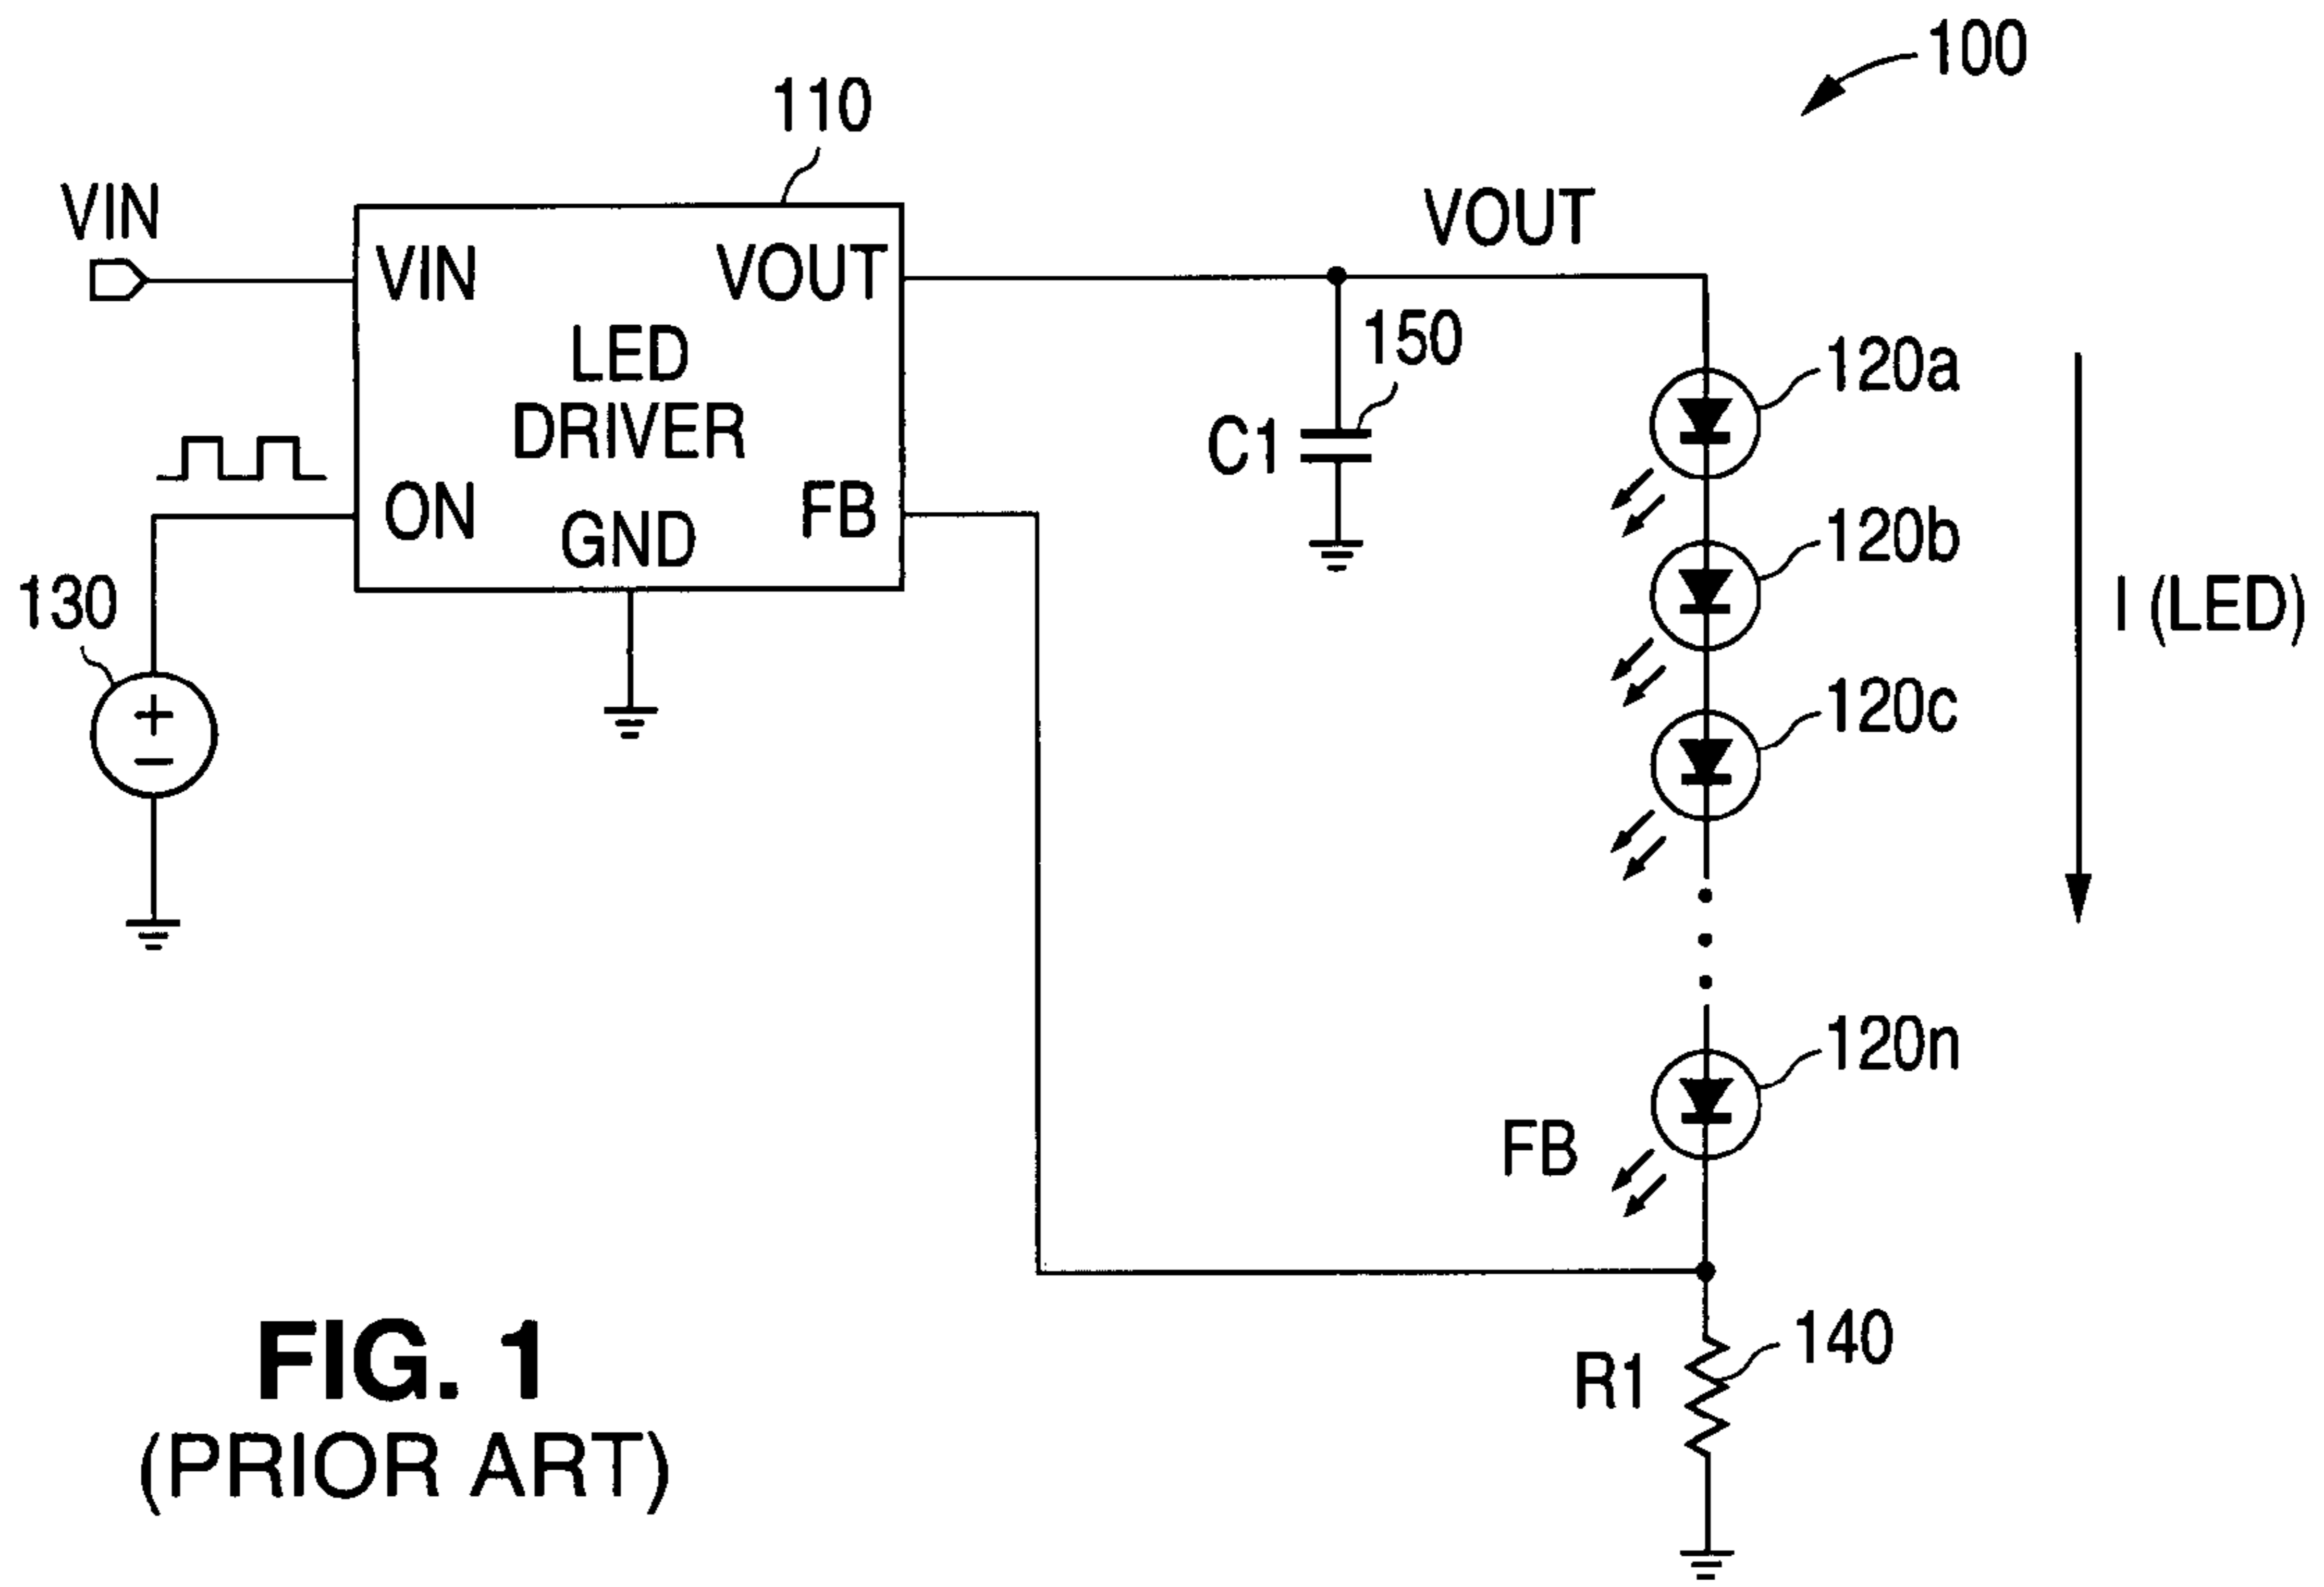 100
110
VIN
VOUT
VIN
VOUT
LED
DRIVER
150
120a
C1
ON
GND
FB
120b
130
I (LED)
120c
120n
FB
140
R1
FIG. 1
(PRIOR ART)